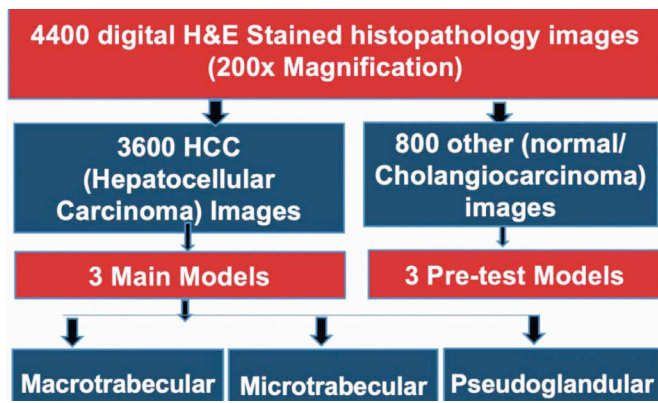 4400 digital H&E Stained histopathology images
(200x Magnification)
3600 HCC
(Hepatocellular
Carcinoma) Images
800 other (normal/
Cholangiocarcinoma)
images
3 Main Models
3 Pre-test Models
Macrotrabecular
Microtrabecular
Pseudoglandular